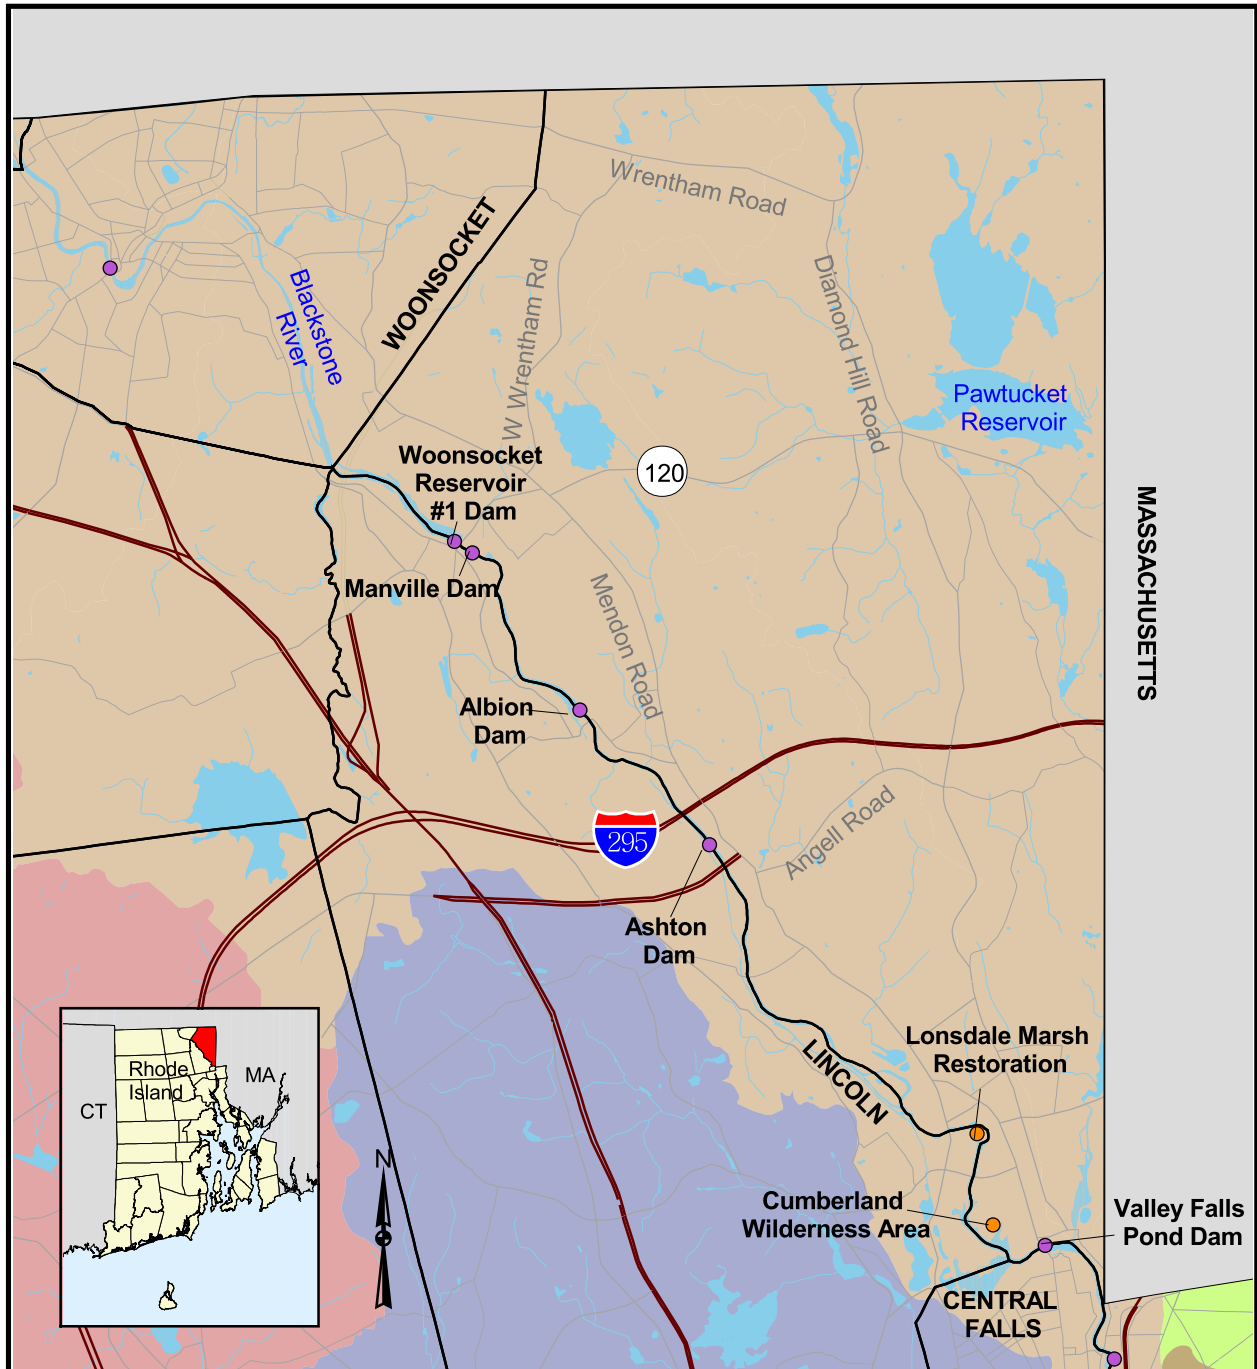 Wrentham Road
WOONSOCKET
Blackstone
River
W Wrentham Rd
Diamond Hill Road
Pawtucket
Reservoir
Woonsocket
Reservoir
#1 Dam
120
MASSACHUSETTS
Manville Dam
Mendon Road
Albion
Dam
295
Angell Road
Ashton
Dam
Lonsdale Marsh
Restoration
LINCOLN
Rhode
Island
MA
CT
N
Cumberland
Wilderness Area
Valley Falls
Pond Dam
CENTRAL
FALLS